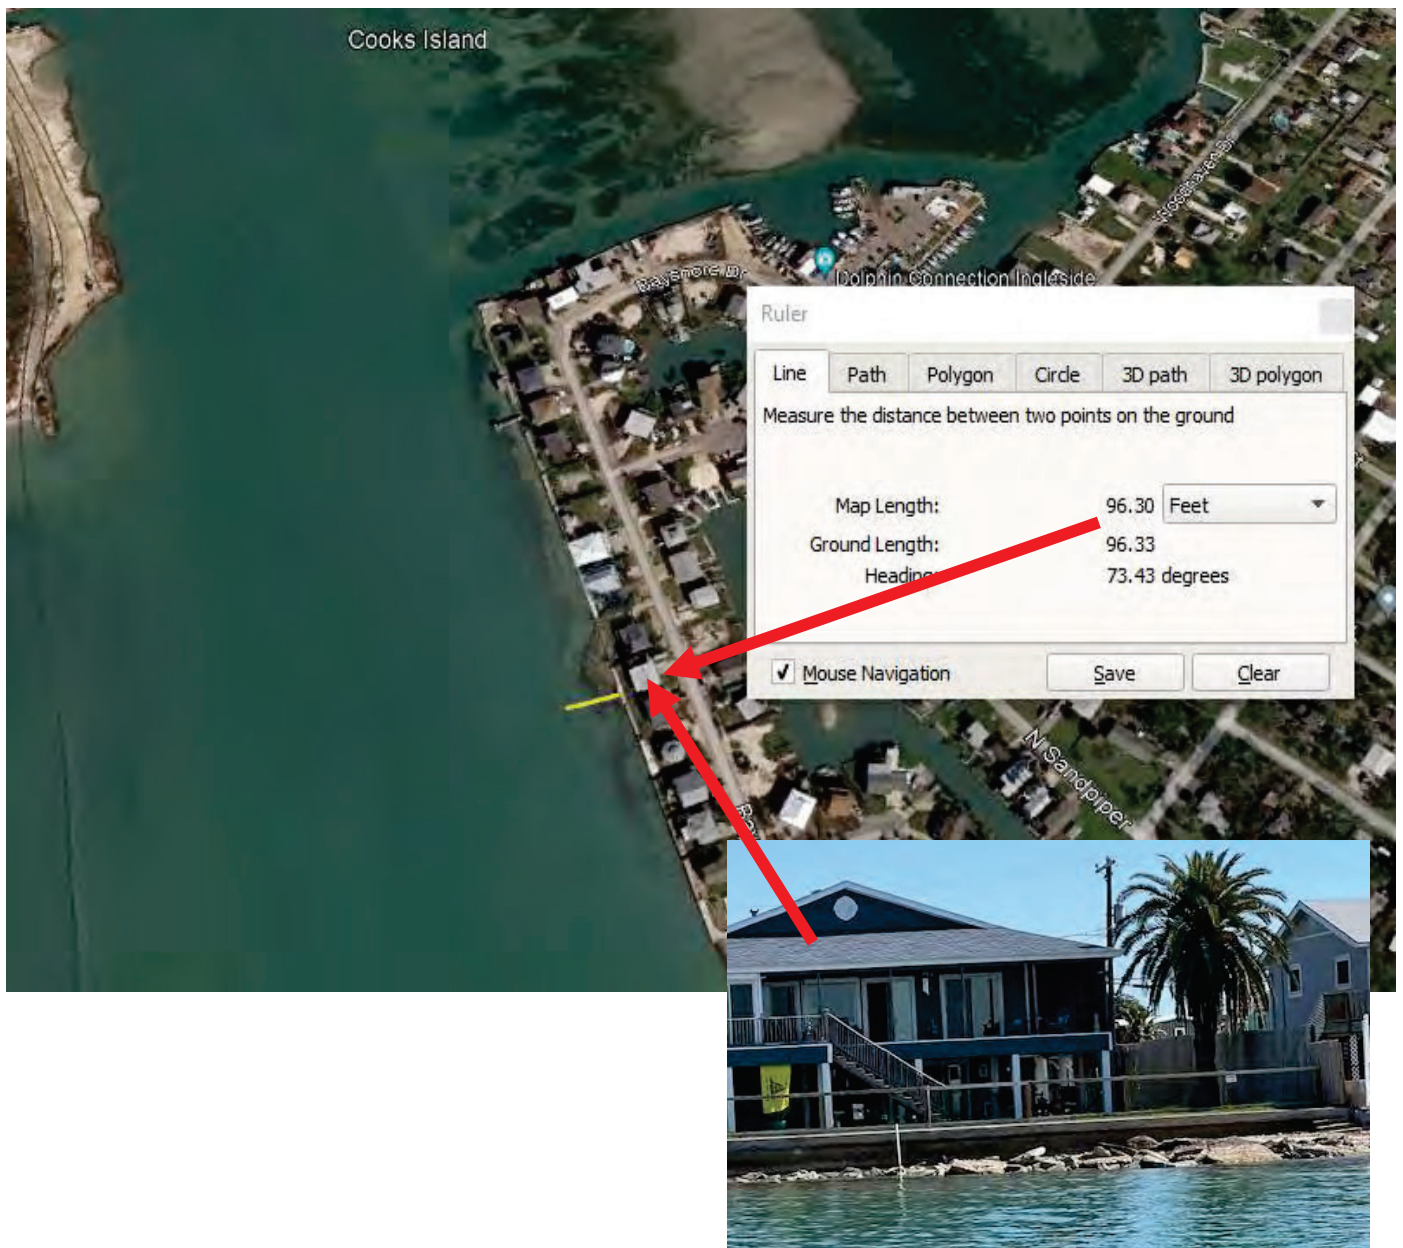 Cooks Island
Bayshore Dr
Dolphin Connection Ingleside
Ruler
Line
Path
Polygon
Circle
3D path
3D polygon
Measure the distance between two points on the ground
Map Length:
96.30
Feet
Ground Length:
96.33
Heading:
73.43 degrees
Mouse Navigation
Save
Clear
N Sandpiper